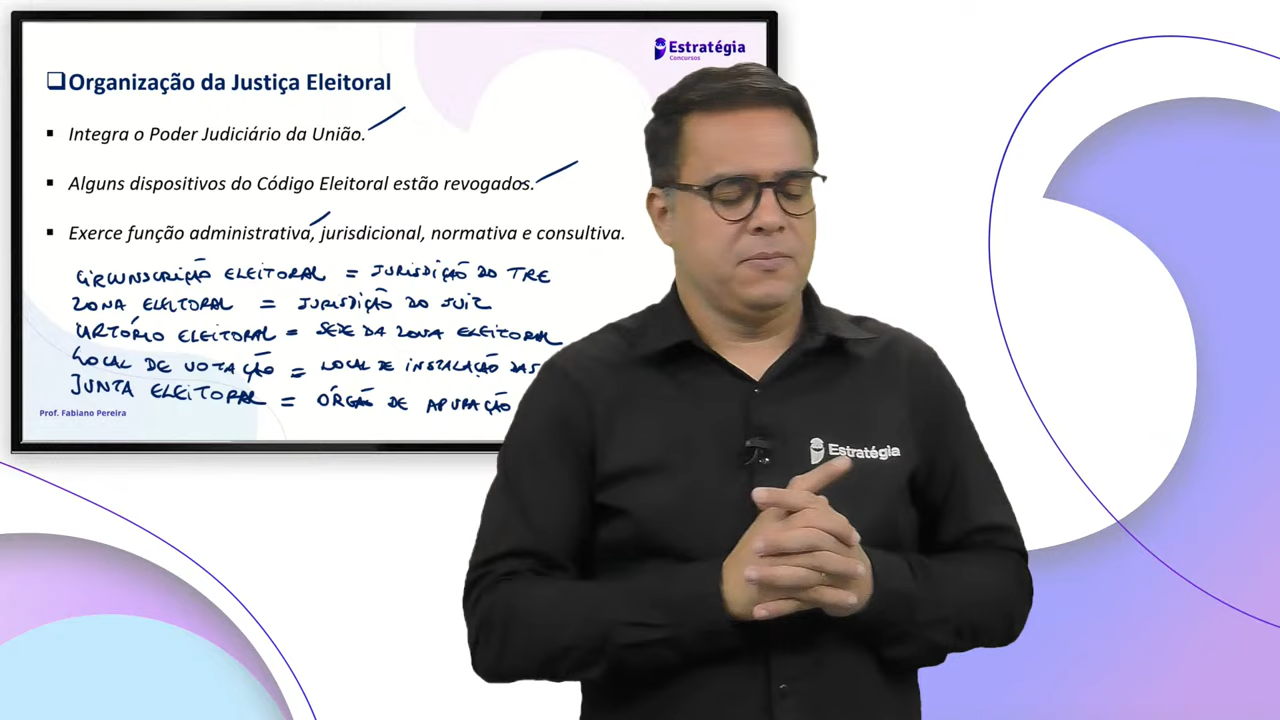 Estratégia
Concursos
Organização da Justiça Eleitoral
Integra o Poder Judiciário da União.
Alguns dispositivos do Código Eleitoral estão revogados.
Exerce função administrativa, jurisdicional, normativa e consultiva.
CIRCUNSCRIÇÃO ELEITORAL = JURISDIÇÃO DO TRE
ZONA ELEITORAL = JURISDIÇÃO DO JUIZ
CARTÓRIO ELEITORAL = SEDE DA ZONA ELEITORAL
LOCAL DE VOTAÇÃO = LOCAL DE INSTALAÇÃO DAS
JUNTA ELEITORAL = ÓRGÃO DE APURAÇÃO
Prof. Fabiano Pereira
Estratégia